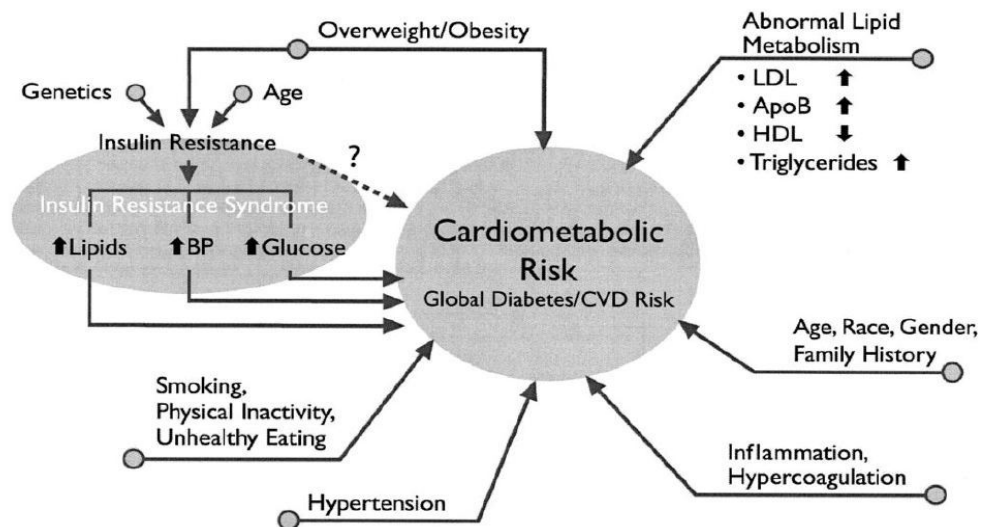 Overweight/Obesity
Abnormal Lipid
Metabolism
• LDL ⬆
• ApoB ⬆
• HDL ⬇
• Triglycerides ⬆
Genetics
Age
Insulin Resistance
?
Insulin Resistance Syndrome
⬆Lipids ⬆BP ⬆Glucose
Cardiometabolic
Risk
Global Diabetes/CVD Risk
Age, Race, Gender,
Family History
Smoking,
Physical Inactivity,
Unhealthy Eating
Inflammation,
Hypercoagulation
Hypertension